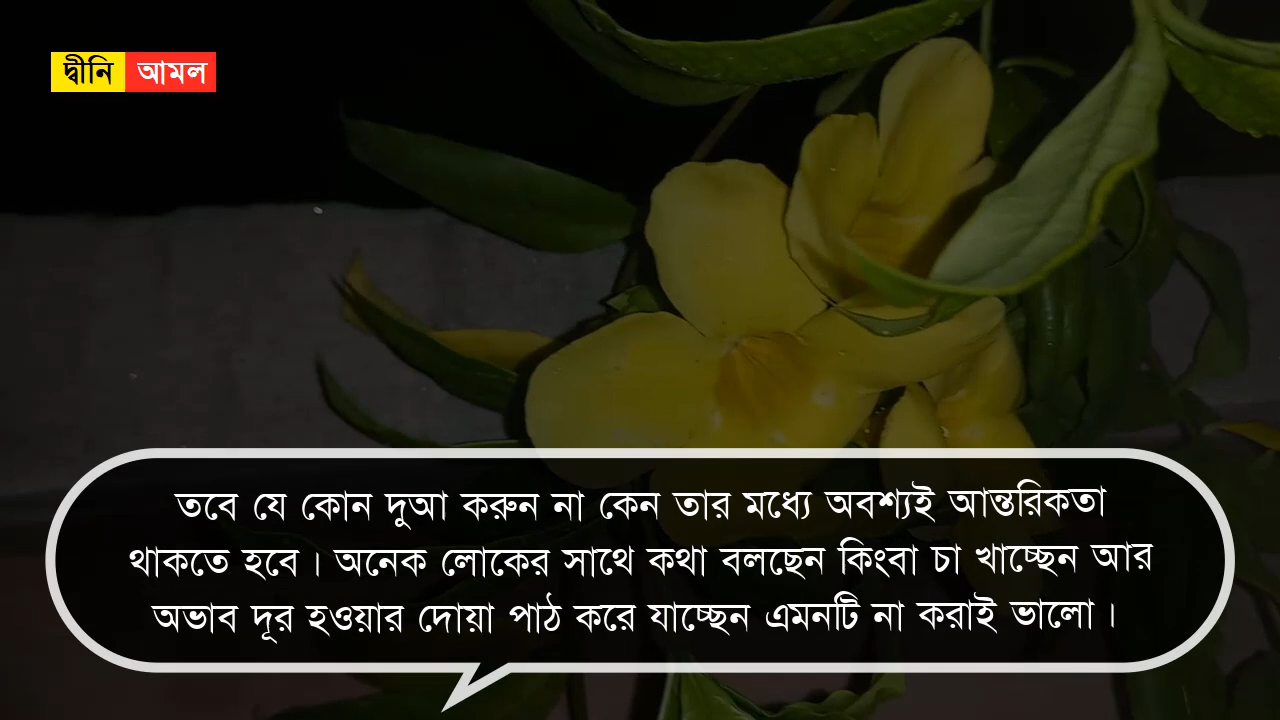 দ্বীনি আমল
তবে যে কোন দুআ করুন না কেন তার মধ্যে অবশ্যই আন্তরিকতা
থাকতে হবে। অনেক লোকের সাথে কথা বলছেন কিংবা চা খাচ্ছেন আর
অভাব দূর হওয়ার দোয়া পাঠ করে যাচ্ছেন এমনটি না করাই ভালো।